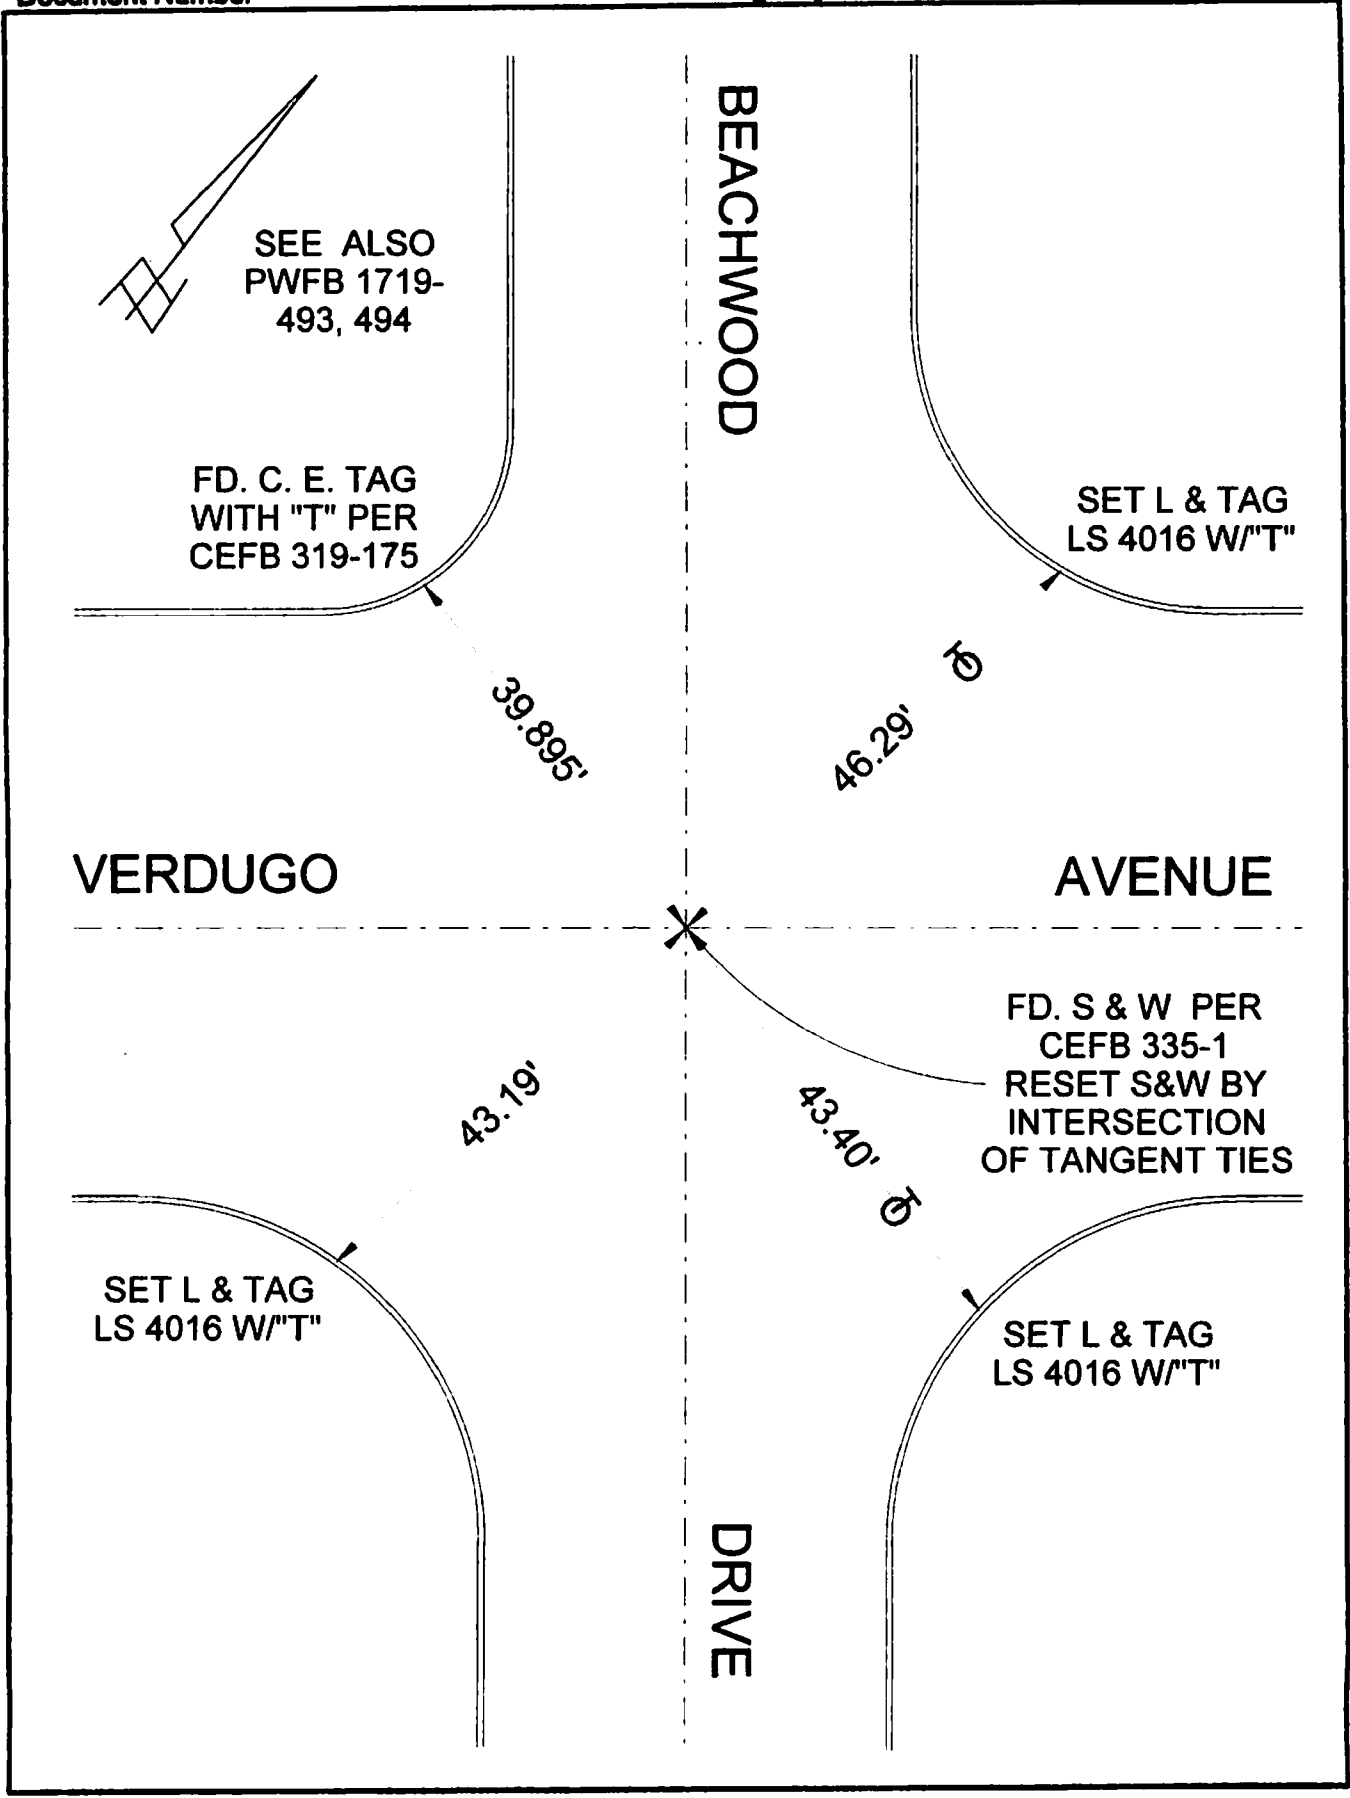 BEACHWOOD
SEE ALSO
PWFB 1719-
493, 494
FD. C. E. TAG
WITH "T" PER
CEFB 319-175
SET L & TAG
LS 4016 W/"T"
39.895'
46.29'
VERDUGO
AVENUE
FD. S & W PER
CEFB 335-1
RESET S&W BY
INTERSECTION
OF TANGENT TIES
43.19'
43.40'
SET L & TAG
LS 4016 W/"T"
SET L & TAG
LS 4016 W/"T"
DRIVE